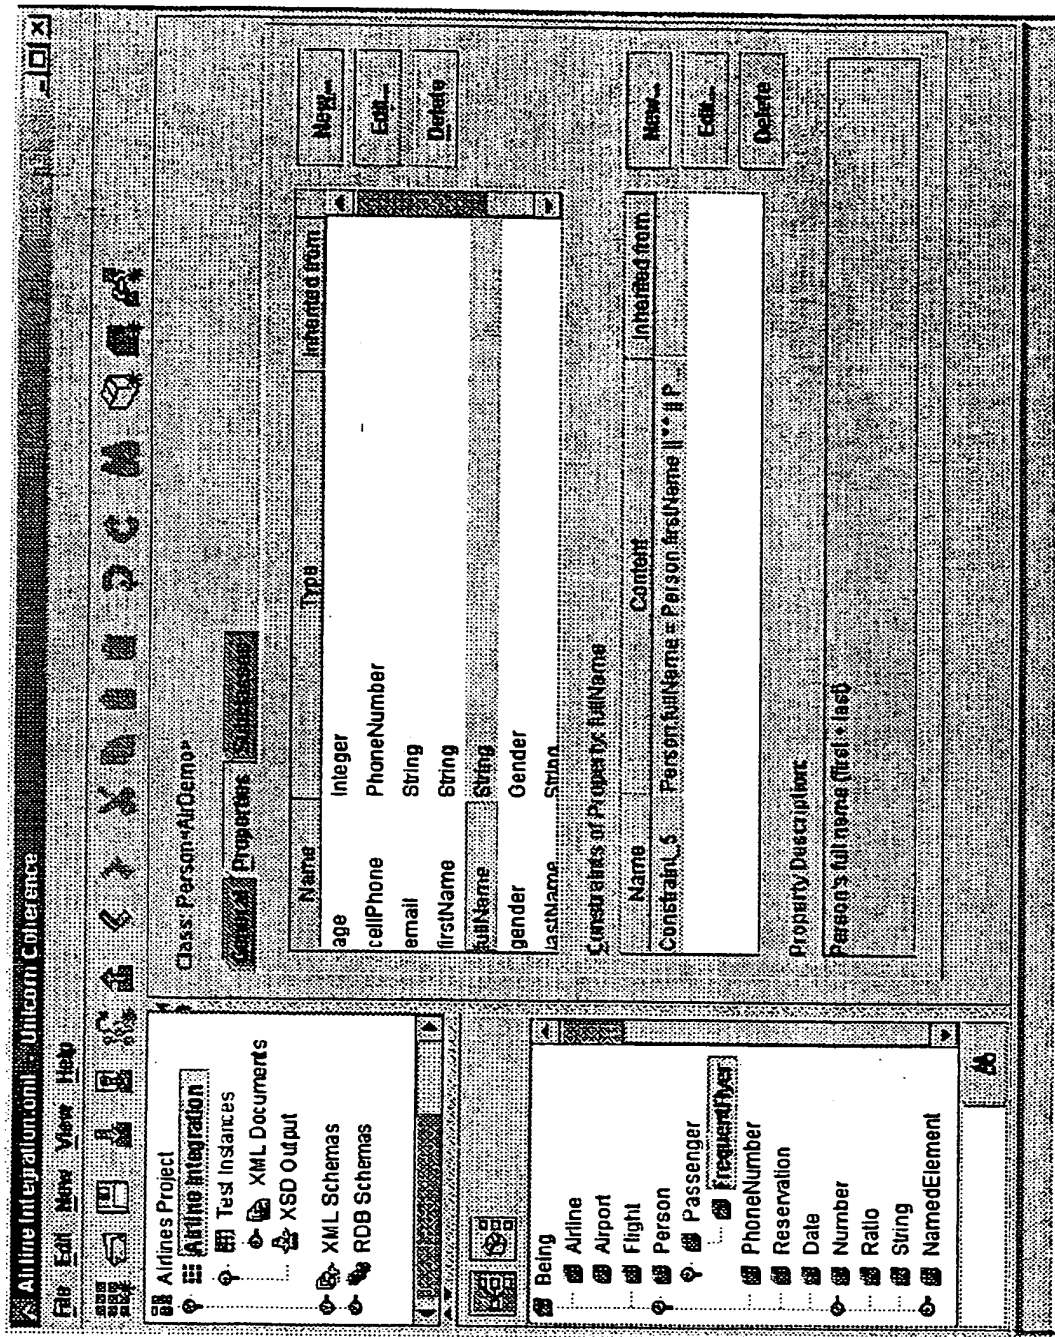 Airline Integration.oml - Unicorn Coherence
File Edit New View Help
Airlines Project
Airline Integration
Test Instances
XML Documents
XSD Output
XML Schemas
RDB Schemas
Being
Airline
Airport
Flight
Person
Passenger
FrequentFlyer
PhoneNumber
Reservation
Date
Number
Ratio
String
NamedElement
Class: Person«AirDemo»
General Properties Subclasses
Name Type Inherited from
age Integer
cellPhone PhoneNumber
email String
firstName String
fullName String
gender Gender
lastName String
New...
Edit...
Delete
Constraints of Property: fullName
Name Content Inherited from
Constraint_5 Person.fullName = Person.firstName || " " || P...
New...
Edit...
Delete
Property Description:
Person's full name (first + last)